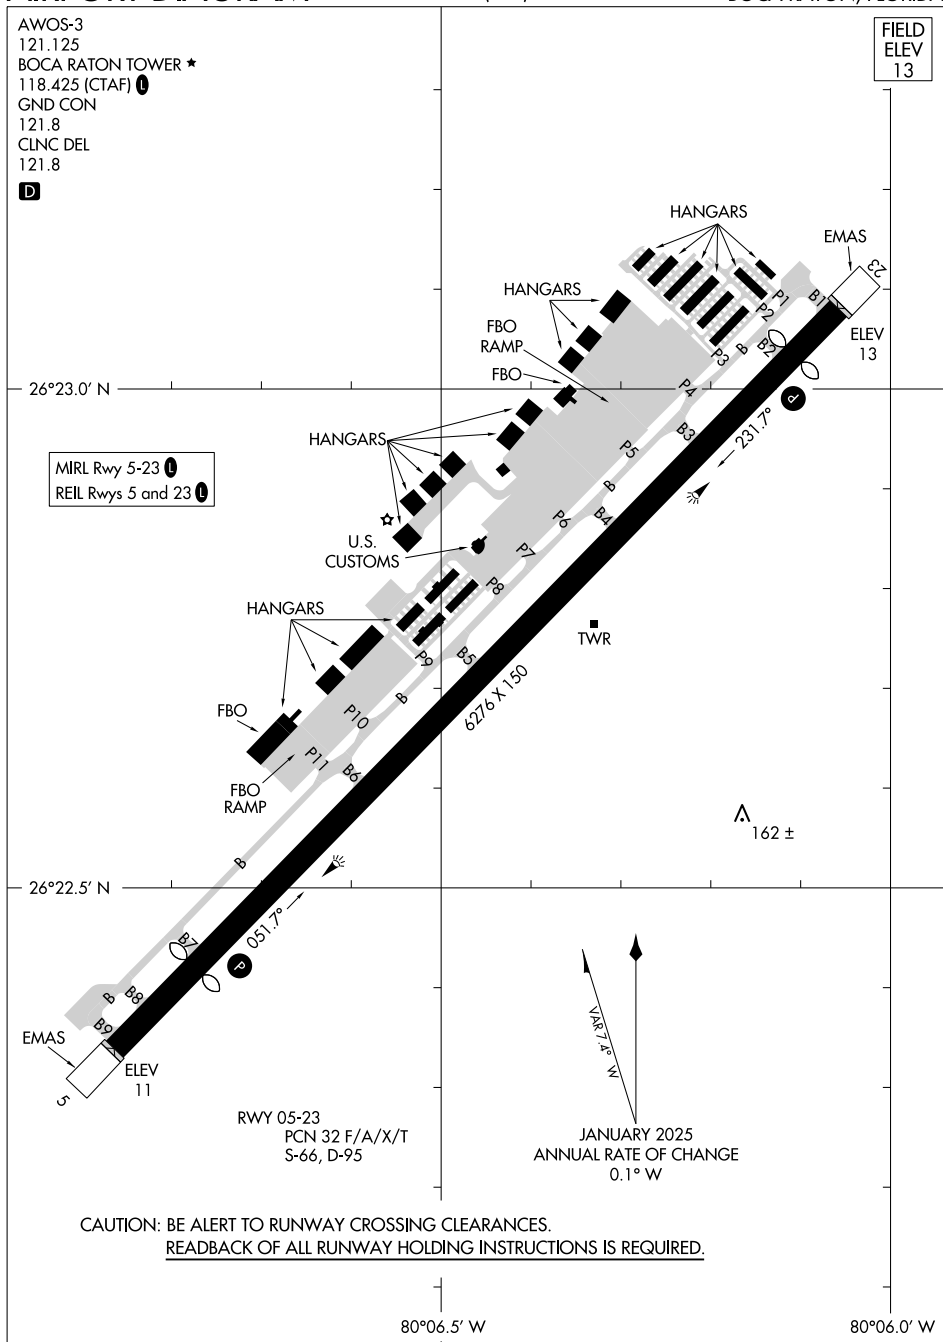 AWOS-3
121.125
BOCA RATON TOWER ★
118.425 (CTAF) L
GND CON
121.8
CLNC DEL
121.8
D
FIELD
ELEV
13
HANGARS
EMAS
23
HANGARS
P1
B1
P2
FBO
RAMP
ELEV
13
B
B2
P3
FBO
26°23.0' N
P4
P
231.7°
HANGARS
B3
P5
MIRL Rwy 5-23 L
REIL Rwys 5 and 23 L
B
P6
B4
U.S.
CUSTOMS
P7
P8
HANGARS
TWR
P9
B5
6276 X 150
B
FBO
P10
P11
B6
FBO
RAMP
162 ±
B
26°22.5' N
051.7°
B7
P
B
B8
B9
VAR 7.4° W
EMAS
ELEV
11
5
RWY 05-23
PCN 32 F/A/X/T
S-66, D-95
JANUARY 2025
ANNUAL RATE OF CHANGE
0.1° W
CAUTION: BE ALERT TO RUNWAY CROSSING CLEARANCES.
READBACK OF ALL RUNWAY HOLDING INSTRUCTIONS IS REQUIRED.
80°06.5' W
80°06.0' W